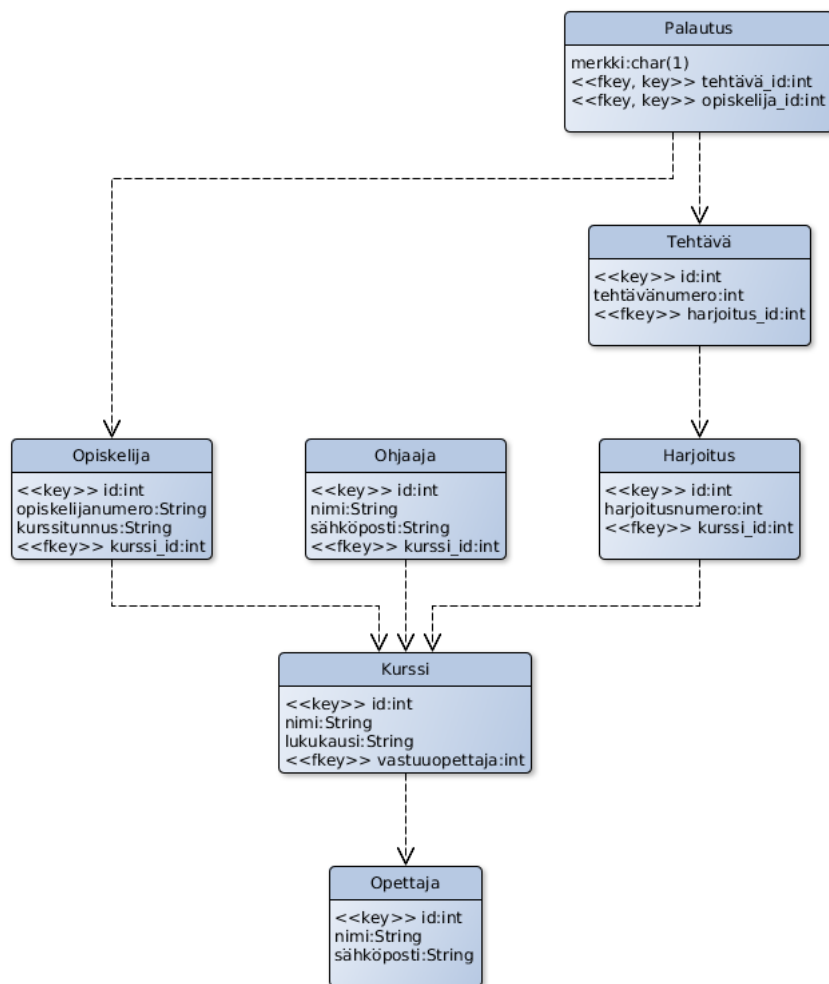 Palautus
merkki:char(1)
<<fkey, key>> tehtävä_id:int
<<fkey, key>> opiskelija_id:int
Tehtävä
<<key>> id:int
tehtävänumero:int
<<fkey>> harjoitus_id:int
Opiskelija
<<key>> id:int
opiskelijanumero:String
kurssitunnus:String
<<fkey>> kurssi_id:int
Ohjaaja
<<key>> id:int
nimi:String
sähköposti:String
<<fkey>> kurssi_id:int
Harjoitus
<<key>> id:int
harjoitusnumero:int
<<fkey>> kurssi_id:int
Kurssi
<<key>> id:int
nimi:String
lukukausi:String
<<fkey>> vastuuopettaja:int
Opettaja
<<key>> id:int
nimi:String
sähköposti:String